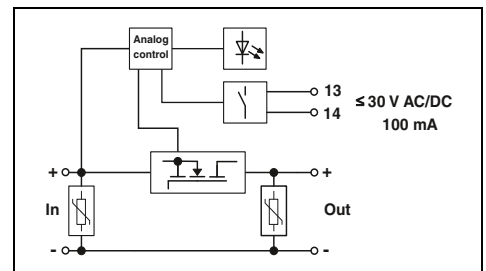 Analog
control
13
14
≤ 30 V AC/DC
100 mA
+
+
In
Out
-
-